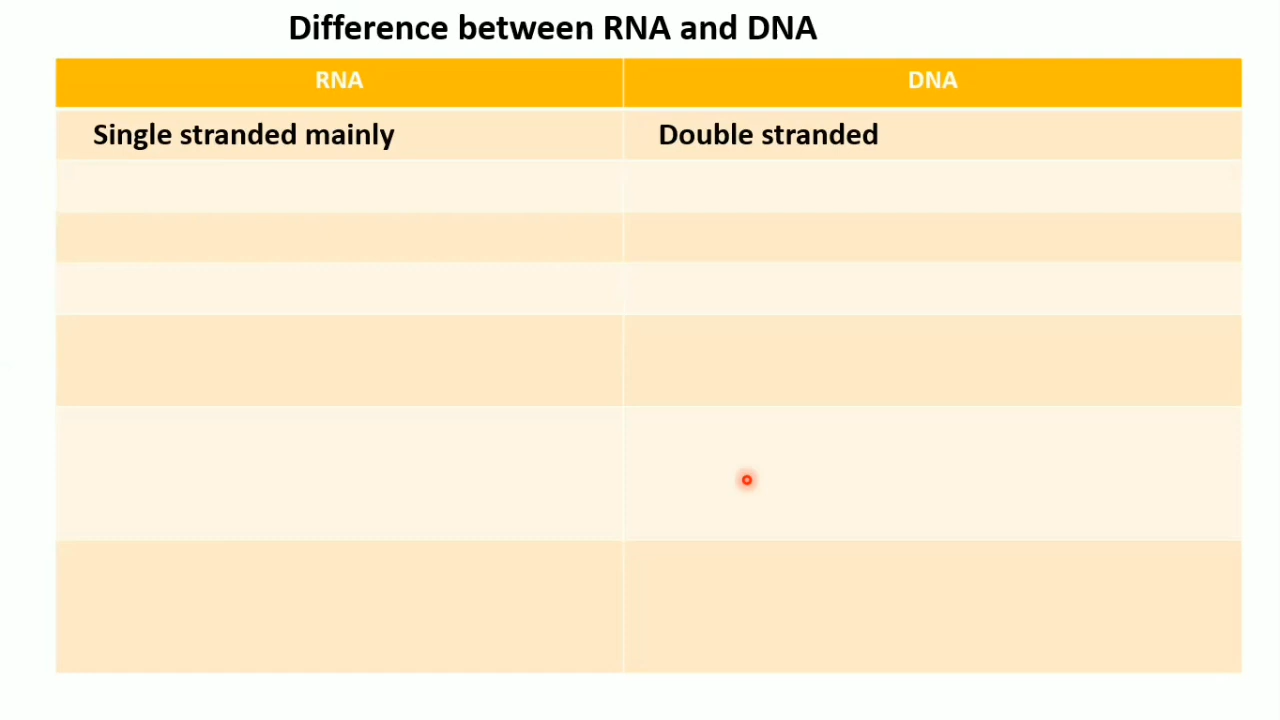 Difference between RNA and DNA
RNA
DNA
Single stranded mainly
Double stranded